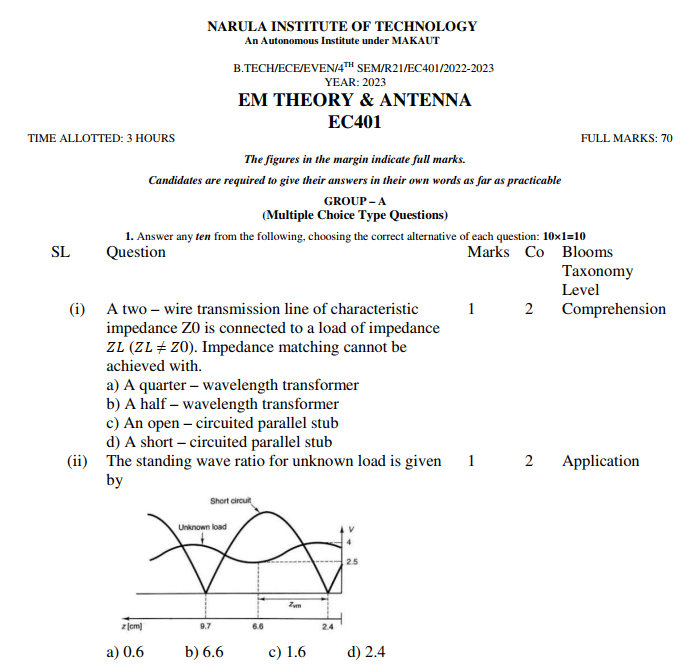 NARULA INSTITUTE OF TECHNOLOGY
An Autonomous Institute under MAKAUT
B.TECH/ECE/EVEN/4TH SEM/R21/EC401/2022-2023
YEAR: 2023
EM THEORY & ANTENNA
EC401
TIME ALLOTTED: 3 HOURS FULL MARKS: 70
The figures in the margin indicate full marks.
Candidates are required to give their answers in their own words as far as practicable
GROUP – A
(Multiple Choice Type Questions)
1. Answer any ten from the following, choosing the correct alternative of each question: 10×1=10
SL Question Marks Co Blooms
Taxonomy
Level
(i) A two – wire transmission line of characteristic 1 2 Comprehension
impedance Z0 is connected to a load of impedance
ZL (ZL ≠ Z0). Impedance matching cannot be
achieved with.
a) A quarter – wavelength transformer
b) A half – wavelength transformer
c) An open – circuited parallel stub
d) A short – circuited parallel stub
(ii) The standing wave ratio for unknown load is given 1 2 Application
by
Short circuit
Unknown load
V
4
2.5
Zum
z [cm] 9.7 6.6 2.4
a) 0.6 b) 6.6 c) 1.6 d) 2.4